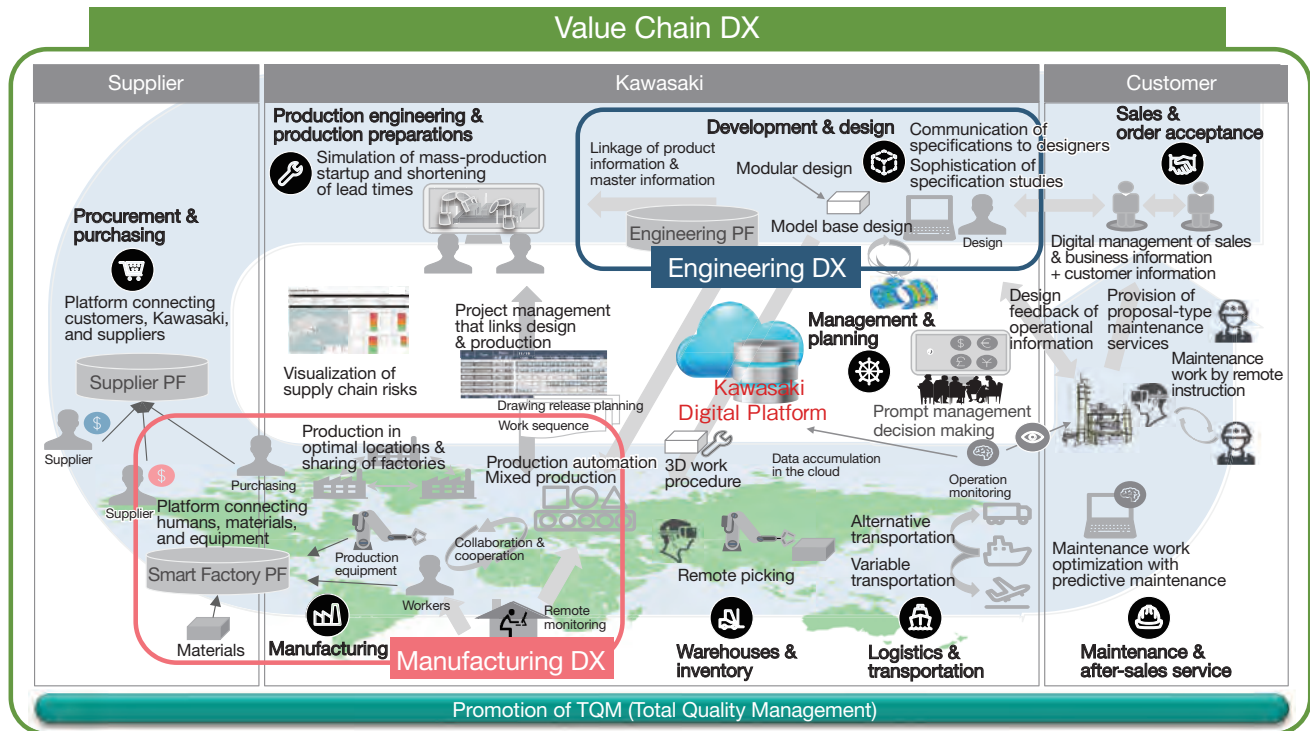 Value Chain DX
Supplier
Kawasaki
Customer
Procurement &
purchasing
Platform connecting
customers, Kawasaki,
and suppliers
Supplier PF
Supplier
Supplier
Purchasing
Production engineering &
production preparations
Simulation of mass-production
startup and shortening
of lead times
Visualization of
supply chain risks
Project management
that links design
& production
Drawing release planning
Work sequence
Development & design
Linkage of product
information &
master information
Modular design
Communication of
specifications to designers
Sophistication of
specification studies
Engineering PF
Model base design
Design
Engineering DX
Kawasaki
Digital Platform
Management &
planning
Prompt management
decision making
Data accumulation
in the cloud
Operation
monitoring
Design
feedback of
operational
information
Sales &
order acceptance
Digital management of sales
& business information
+ customer information
Provision of
proposal-type
maintenance
services
Maintenance
work by remote
instruction
Platform connecting
humans, materials,
and equipment
Smart Factory PF
Materials
Production in
optimal locations &
sharing of factories
Production automation
Mixed production
Production
equipment
Collaboration &
cooperation
Workers
Remote
monitoring
Manufacturing
Manufacturing DX
3D work
procedure
Remote picking
Warehouses &
inventory
Alternative
transportation
Variable
transportation
Logistics &
transportation
Maintenance work
optimization with
predictive maintenance
Maintenance &
after-sales service
Promotion of TQM (Total Quality Management)